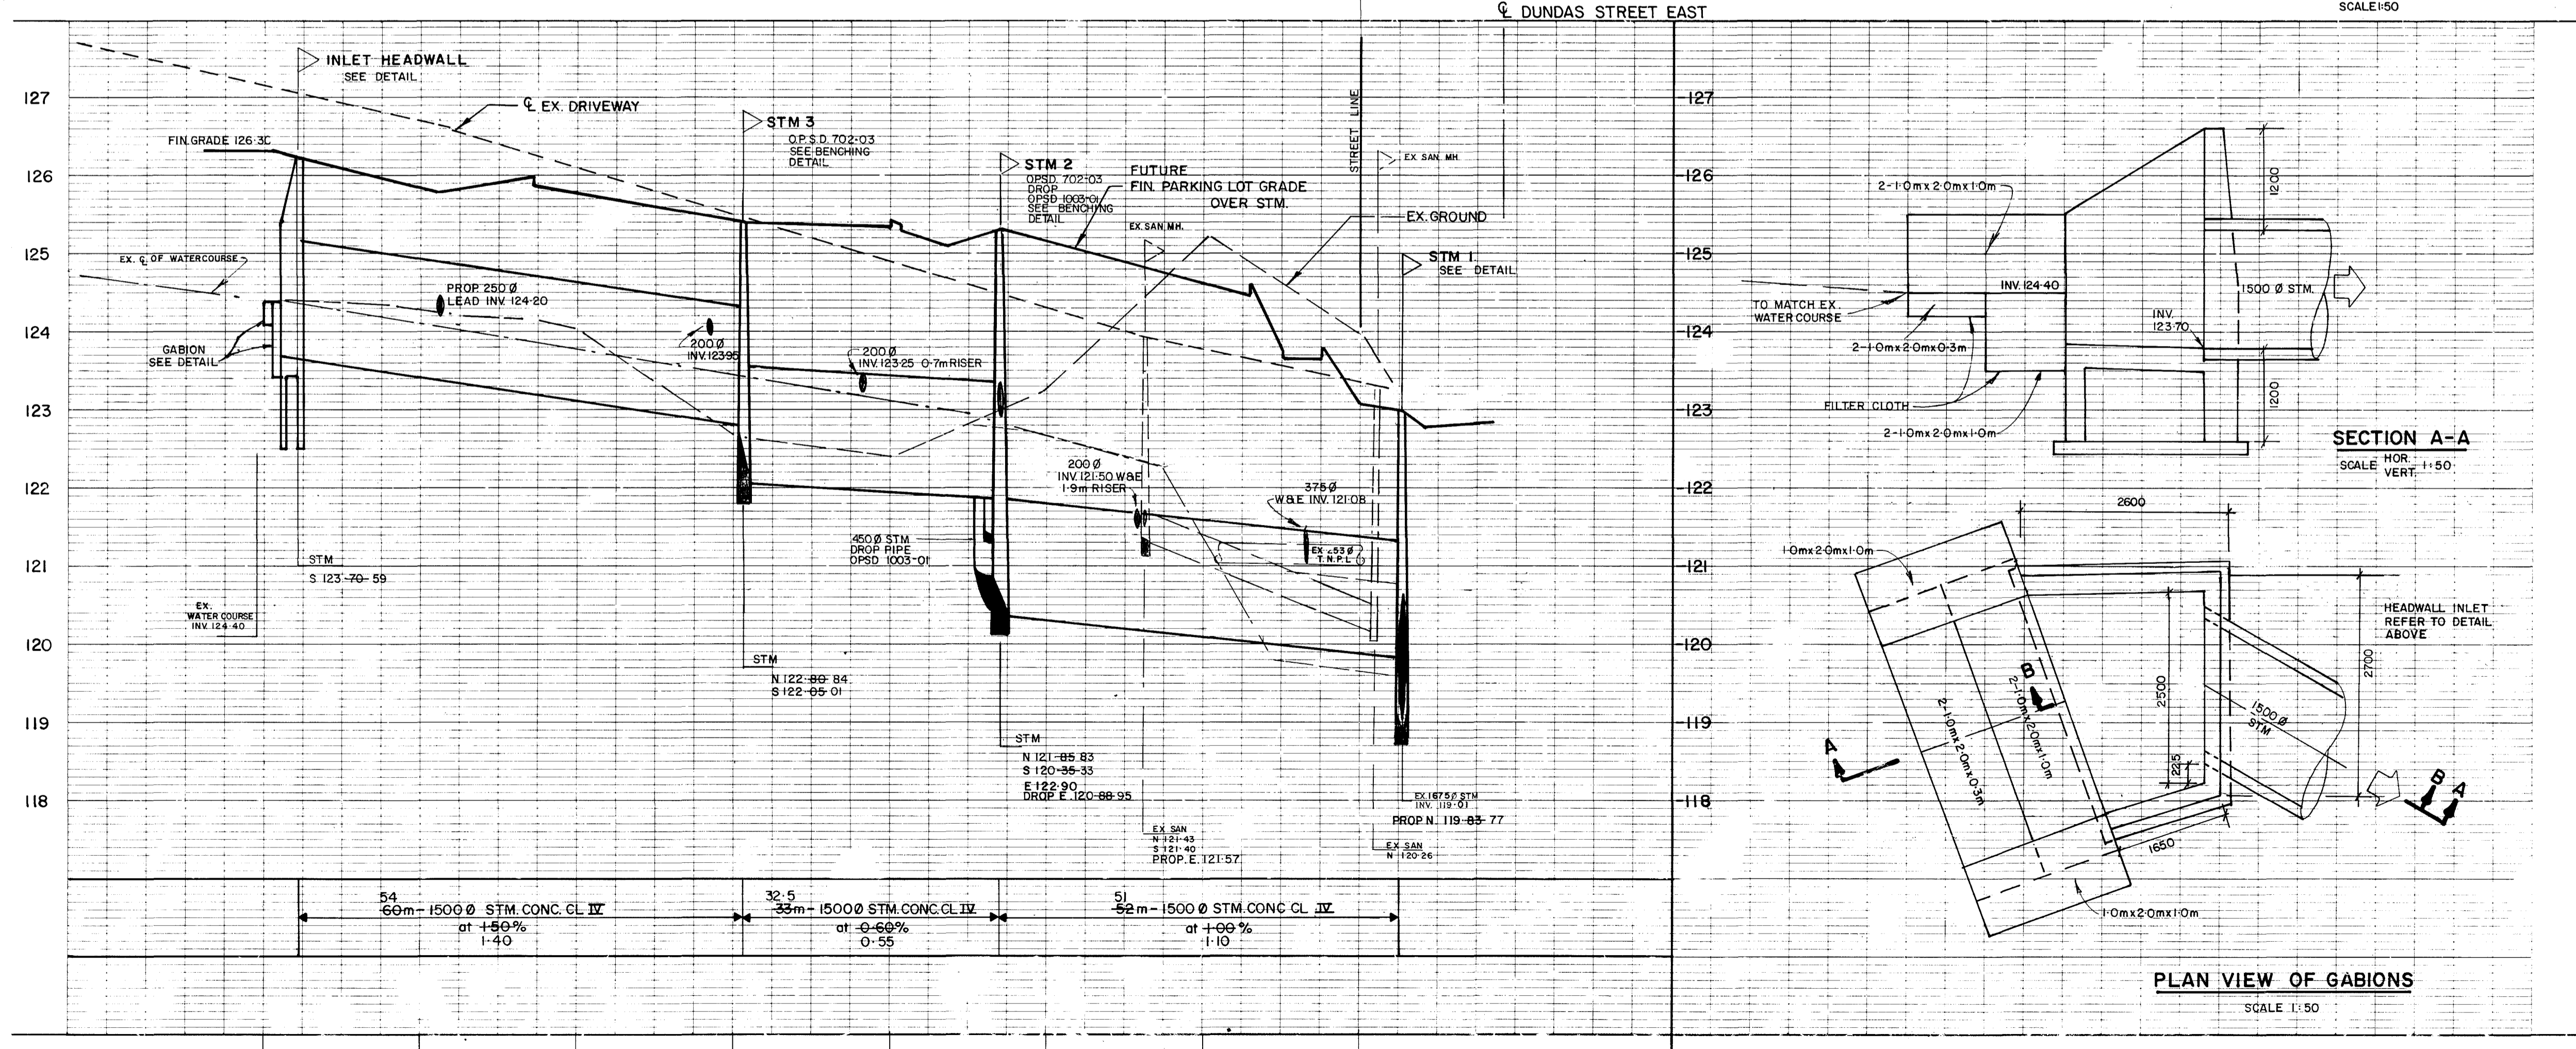 ℄ DUNDAS STREET EAST
SCALE 1:50
INLET HEADWALL
SEE DETAIL
℄ EX. DRIVEWAY
FIN. GRADE 126·30
STM 3
O.P.S.D. 702-03
SEE BENCHING
DETAIL
STM 2
OPSD. 702-03
DROP
OPSD 1003-01
SEE BENCHING
DETAIL
FUTURE
FIN. PARKING LOT GRADE
OVER STM.
STREET LINE
EX SAN MH
EX. SAN MH.
EX. GROUND
STM 1.
SEE DETAIL
127
126
125
124
123
122
121
120
119
118
EX. ℄ OF WATERCOURSE
PROP. 250 Ø
LEAD INV. 124·20
GABION
SEE DETAIL
200 Ø
INV. 123·95
200 Ø
INV. 123·25 0·7m RISER
200 Ø
INV. 121·50 W&E
1·9m RISER
375 Ø
W&E INV. 121·08
450 Ø STM
DROP PIPE
OPSD 1003-01
T.N.P.L
STM
S 123·70 59
EX.
WATER COURSE
INV. 124·40
STM
N 122·80 84
S 122·05 01
STM
N 121·85 83
S 120·35 33
E 122·90
DROP E. 120·88 95
EX SAN
N 121·43
S 121·40
PROP. E. 121·57
EX. 1675 Ø STM
INV. 119·01
PROP N. 119·83 77
EX SAN
N 120·26
54
60m - 1500 Ø STM. CONC. CL IV
at 1·50 %
1·40
32·5
33m - 1500 Ø STM. CONC. CL IV
at 0·60 %
0·55
51
52m - 1500 Ø STM. CONC CL IV
at 1·00 %
1·10
127
126
125
124
123
122
121
120
119
118
2-1·0m x 2·0m x 1·0m
INV. 124·40
1200
1500 Ø STM.
TO MATCH EX.
WATER COURSE
INV.
123·70
2-1·0m x 2·0m x 0·3m
FILTER CLOTH
2-1·0m x 2·0m x 1·0m
1200
SECTION A-A
SCALE HOR. VERT. 1:50
2600
1·0m x 2·0m x 1·0m
HEADWALL INLET
REFER TO DETAIL
ABOVE
2500
2700
B
2-1·0m x 2·0m x 1·0m
2-1·0m x 2·0m x 0·3m
1500 Ø
STM
225
A
B
A
1650
1·0m x 2·0m x 1·0m
PLAN VIEW OF GABIONS
SCALE 1:50